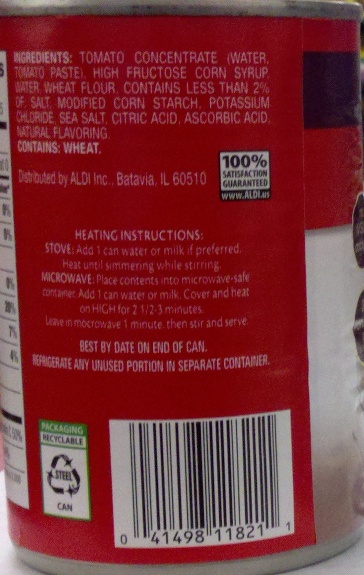 INGREDIENTS: TOMATO CONCENTRATE (WATER,
TOMATO PASTE), HIGH FRUCTOSE CORN SYRUP,
WATER, WHEAT FLOUR, CONTAINS LESS THAN 2%
OF: SALT, MODIFIED CORN STARCH, POTASSIUM
CHLORIDE, SEA SALT, CITRIC ACID, ASCORBIC ACID,
NATURAL FLAVORING.
CONTAINS: WHEAT.
Distributed by ALDI Inc., Batavia, IL 60510
100%
SATISFACTION
GUARANTEED
www.ALDI.us
HEATING INSTRUCTIONS:
STOVE: Add 1 can water or milk if preferred.
Heat until simmering while stirring.
MICROWAVE: Place contents into microwave-safe
container. Add 1 can water or milk. Cover and heat
on HIGH for 2 1/2-3 minutes.
Leave in mocrowave 1 minute, then stir and serve.
BEST BY DATE ON END OF CAN.
REFRIGERATE ANY UNUSED PORTION IN SEPARATE CONTAINER.
PACKAGING
RECYCLABLE
STEEL
CAN
0 41498 11821 1